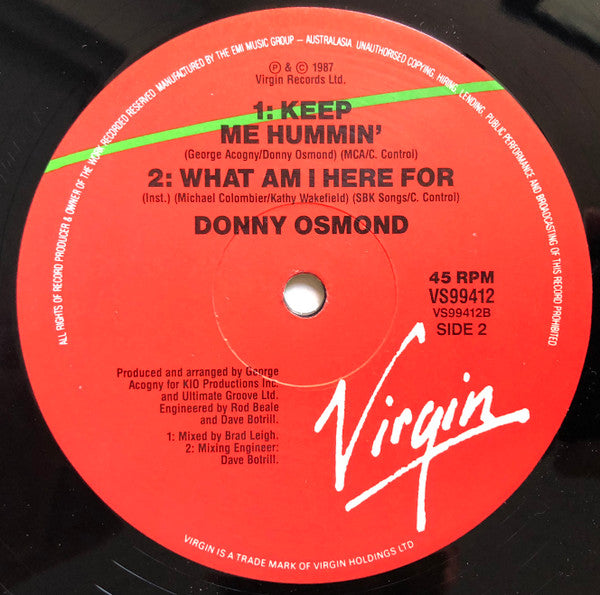 ALL RIGHTS OF RECORD PRODUCER & OWNER OF THE WORK RECORDED RESERVED MANUFACTURED BY THE EMI MUSIC GROUP – AUSTRALASIA. UNAUTHORISED COPYING, HIRING, LENDING, PUBLIC PERFORMANCE AND BROADCASTING OF THIS RECORD PROHIBITED
℗ & © 1987
Virgin Records Ltd.
1: KEEP
ME HUMMIN'
(George Acogny/Donny Osmond) (MCA/C. Control)
2: WHAT AM I HERE FOR
(Inst.) (Michael Colombier/Kathy Wakefield) (SBK Songs/C. Control)
DONNY OSMOND
45 RPM
VS99412
VS99412B
SIDE 2
Produced and arranged by George
Acogny for KIO Productions Inc.
and Ultimate Groove Ltd.
Engineered by Rod Beale
and Dave Botrill.
1: Mixed by Brad Leigh.
2: Mixing Engineer:
Dave Botrill.
Virgin
VIRGIN IS A TRADE MARK OF VIRGIN HOLDINGS LTD